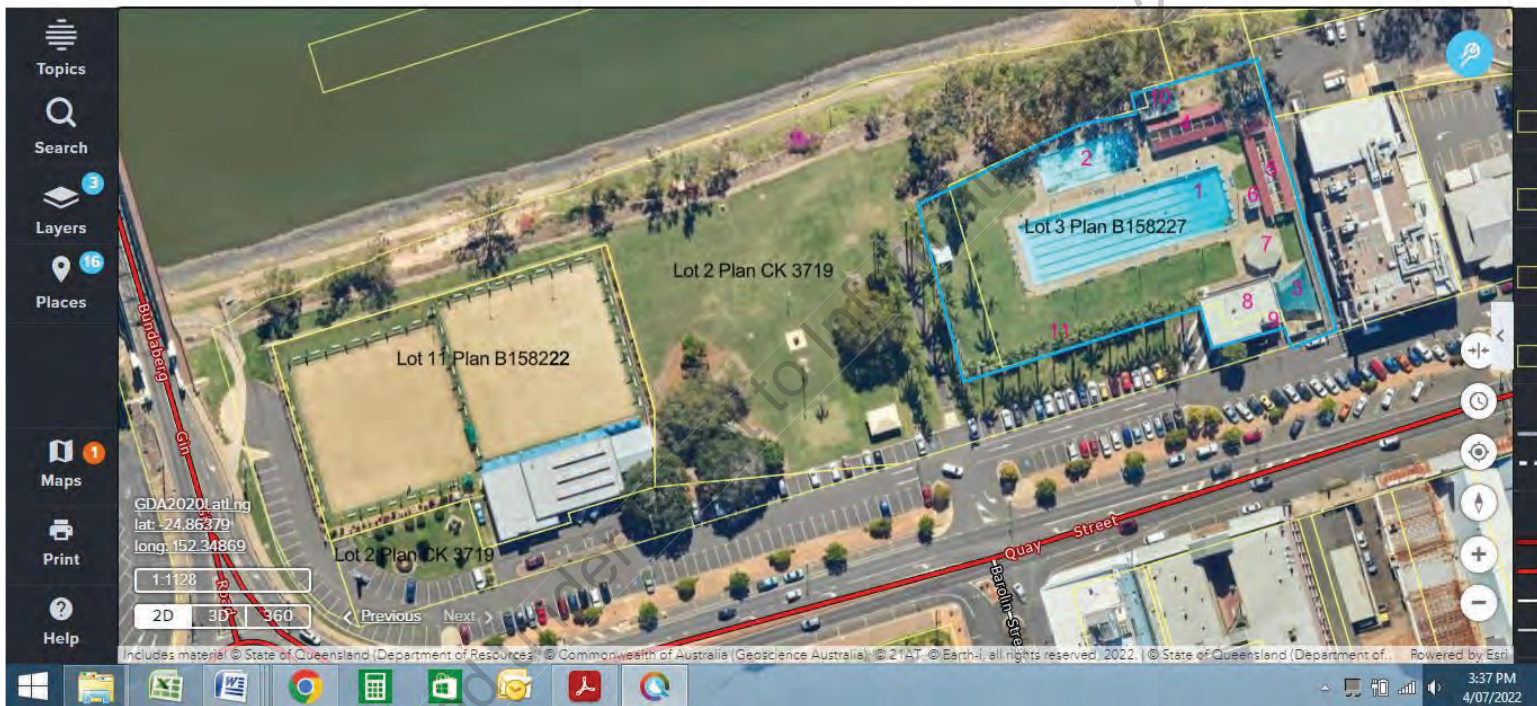 Topics
Search
3
Layers
16
Places
Maps
1
Print
Help
10
4
2
5
1
6
Lot 3 Plan B158227
7
3
8
9
11
Lot 2 Plan CK 3719
Lot 11 Plan B158222
Lot 2 Plan CK 3719
Bundaberg
Gin
Road
Quay Street
Barolin Stre
GDA2020LatLng
lat: -24.86379
long: 152.34869
1:1128
2D 3D 360
Previous Next
Includes material © State of Queensland (Department of Resources); © Commonwealth of Australia (Geoscience Australia); © 21AT, © Earth-i, all rights reserved, 2022. | © State of Queensland (Department of... Powered by Esri
3:37 PM
4/07/2022